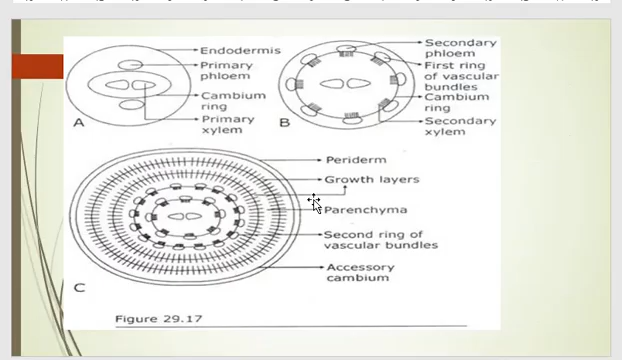 Endodermis
Primary
phloem
Cambium
ring
Primary
xylem
A
Secondary
phloem
First ring
of vascular
bundles
Cambium
ring
Secondary
xylem
B
Periderm
Growth layers
Parenchyma
Second ring of
vascular bundles
Accessory
cambium
C
Figure 29.17